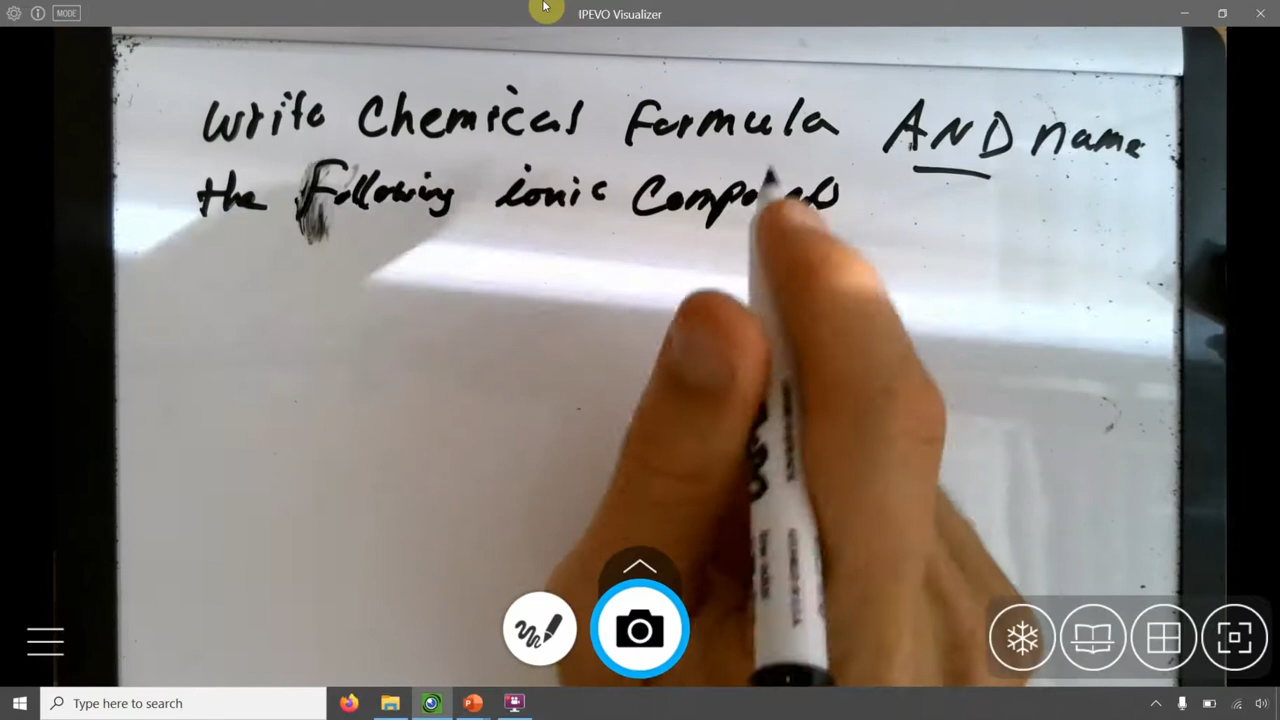 MODE
IPEVO Visualizer
Write Chemical Formula AND name
the Following ionic
Type here to search